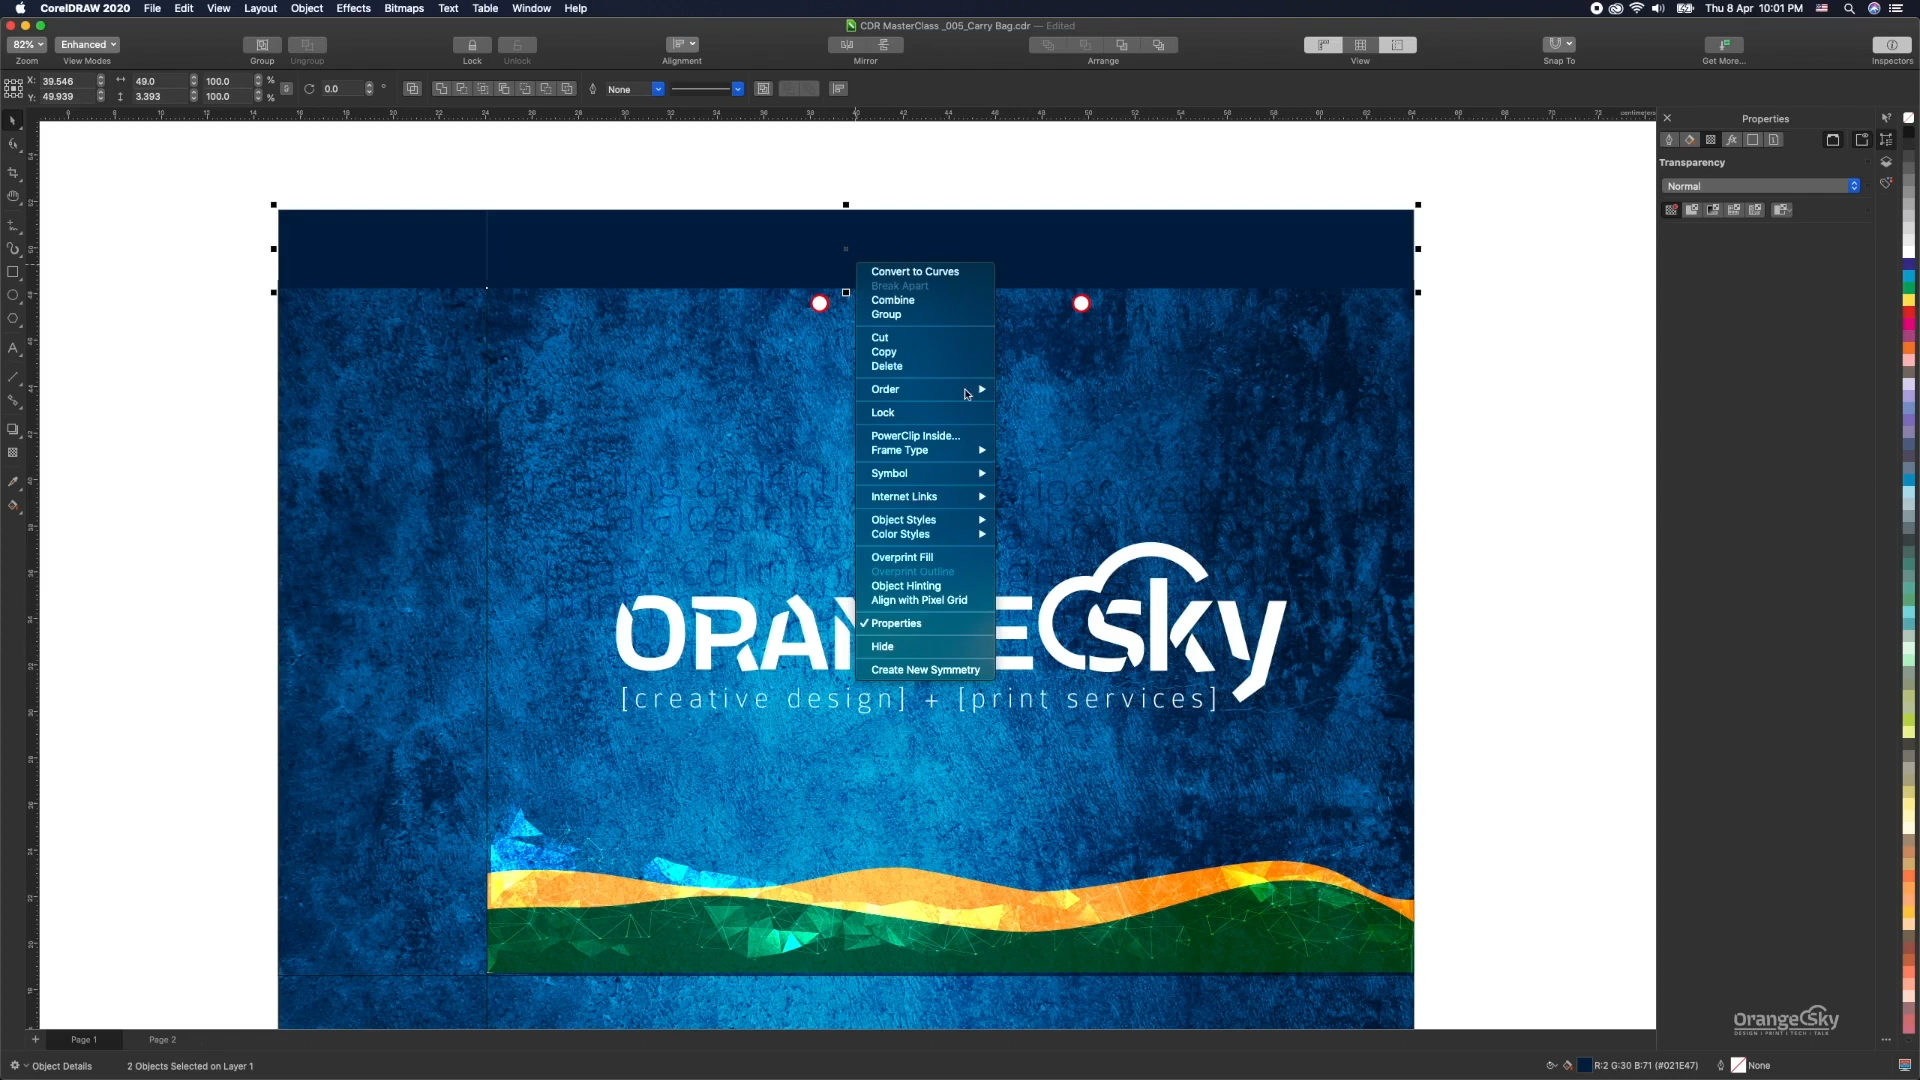 CorelDRAW 2020 File Edit View Layout Object Effects Bitmaps Text Table Window Help
Thu 8 Apr 10:01 PM
CDR MasterClass _005_Carry Bag.cdr — Edited
82% Enhanced
Zoom View Modes Group Ungroup Lock Unlock Alignment Mirror Arrange View Snap To Get More... Inspectors
X: 39.546 49.0 100.0 %
Y: 49.939 3.393 100.0 %
0.0 °
None
centimeters
Properties
Transparency
Normal
Convert to Curves
Break Apart
Combine
Group
Cut
Copy
Delete
Order
Lock
PowerClip Inside...
Frame Type
Symbol
Internet Links
Object Styles
Color Styles
Overprint Fill
Overprint Outline
Object Hinting
Align with Pixel Grid
Properties
Hide
Create New Symmetry
[creative design] + [print services]
OrangeSky
DESIGN | PRINT | TECH | TALK
Page 1 Page 2
Object Details 2 Objects Selected on Layer 1
R:2 G:30 B:71 (#021E47) None